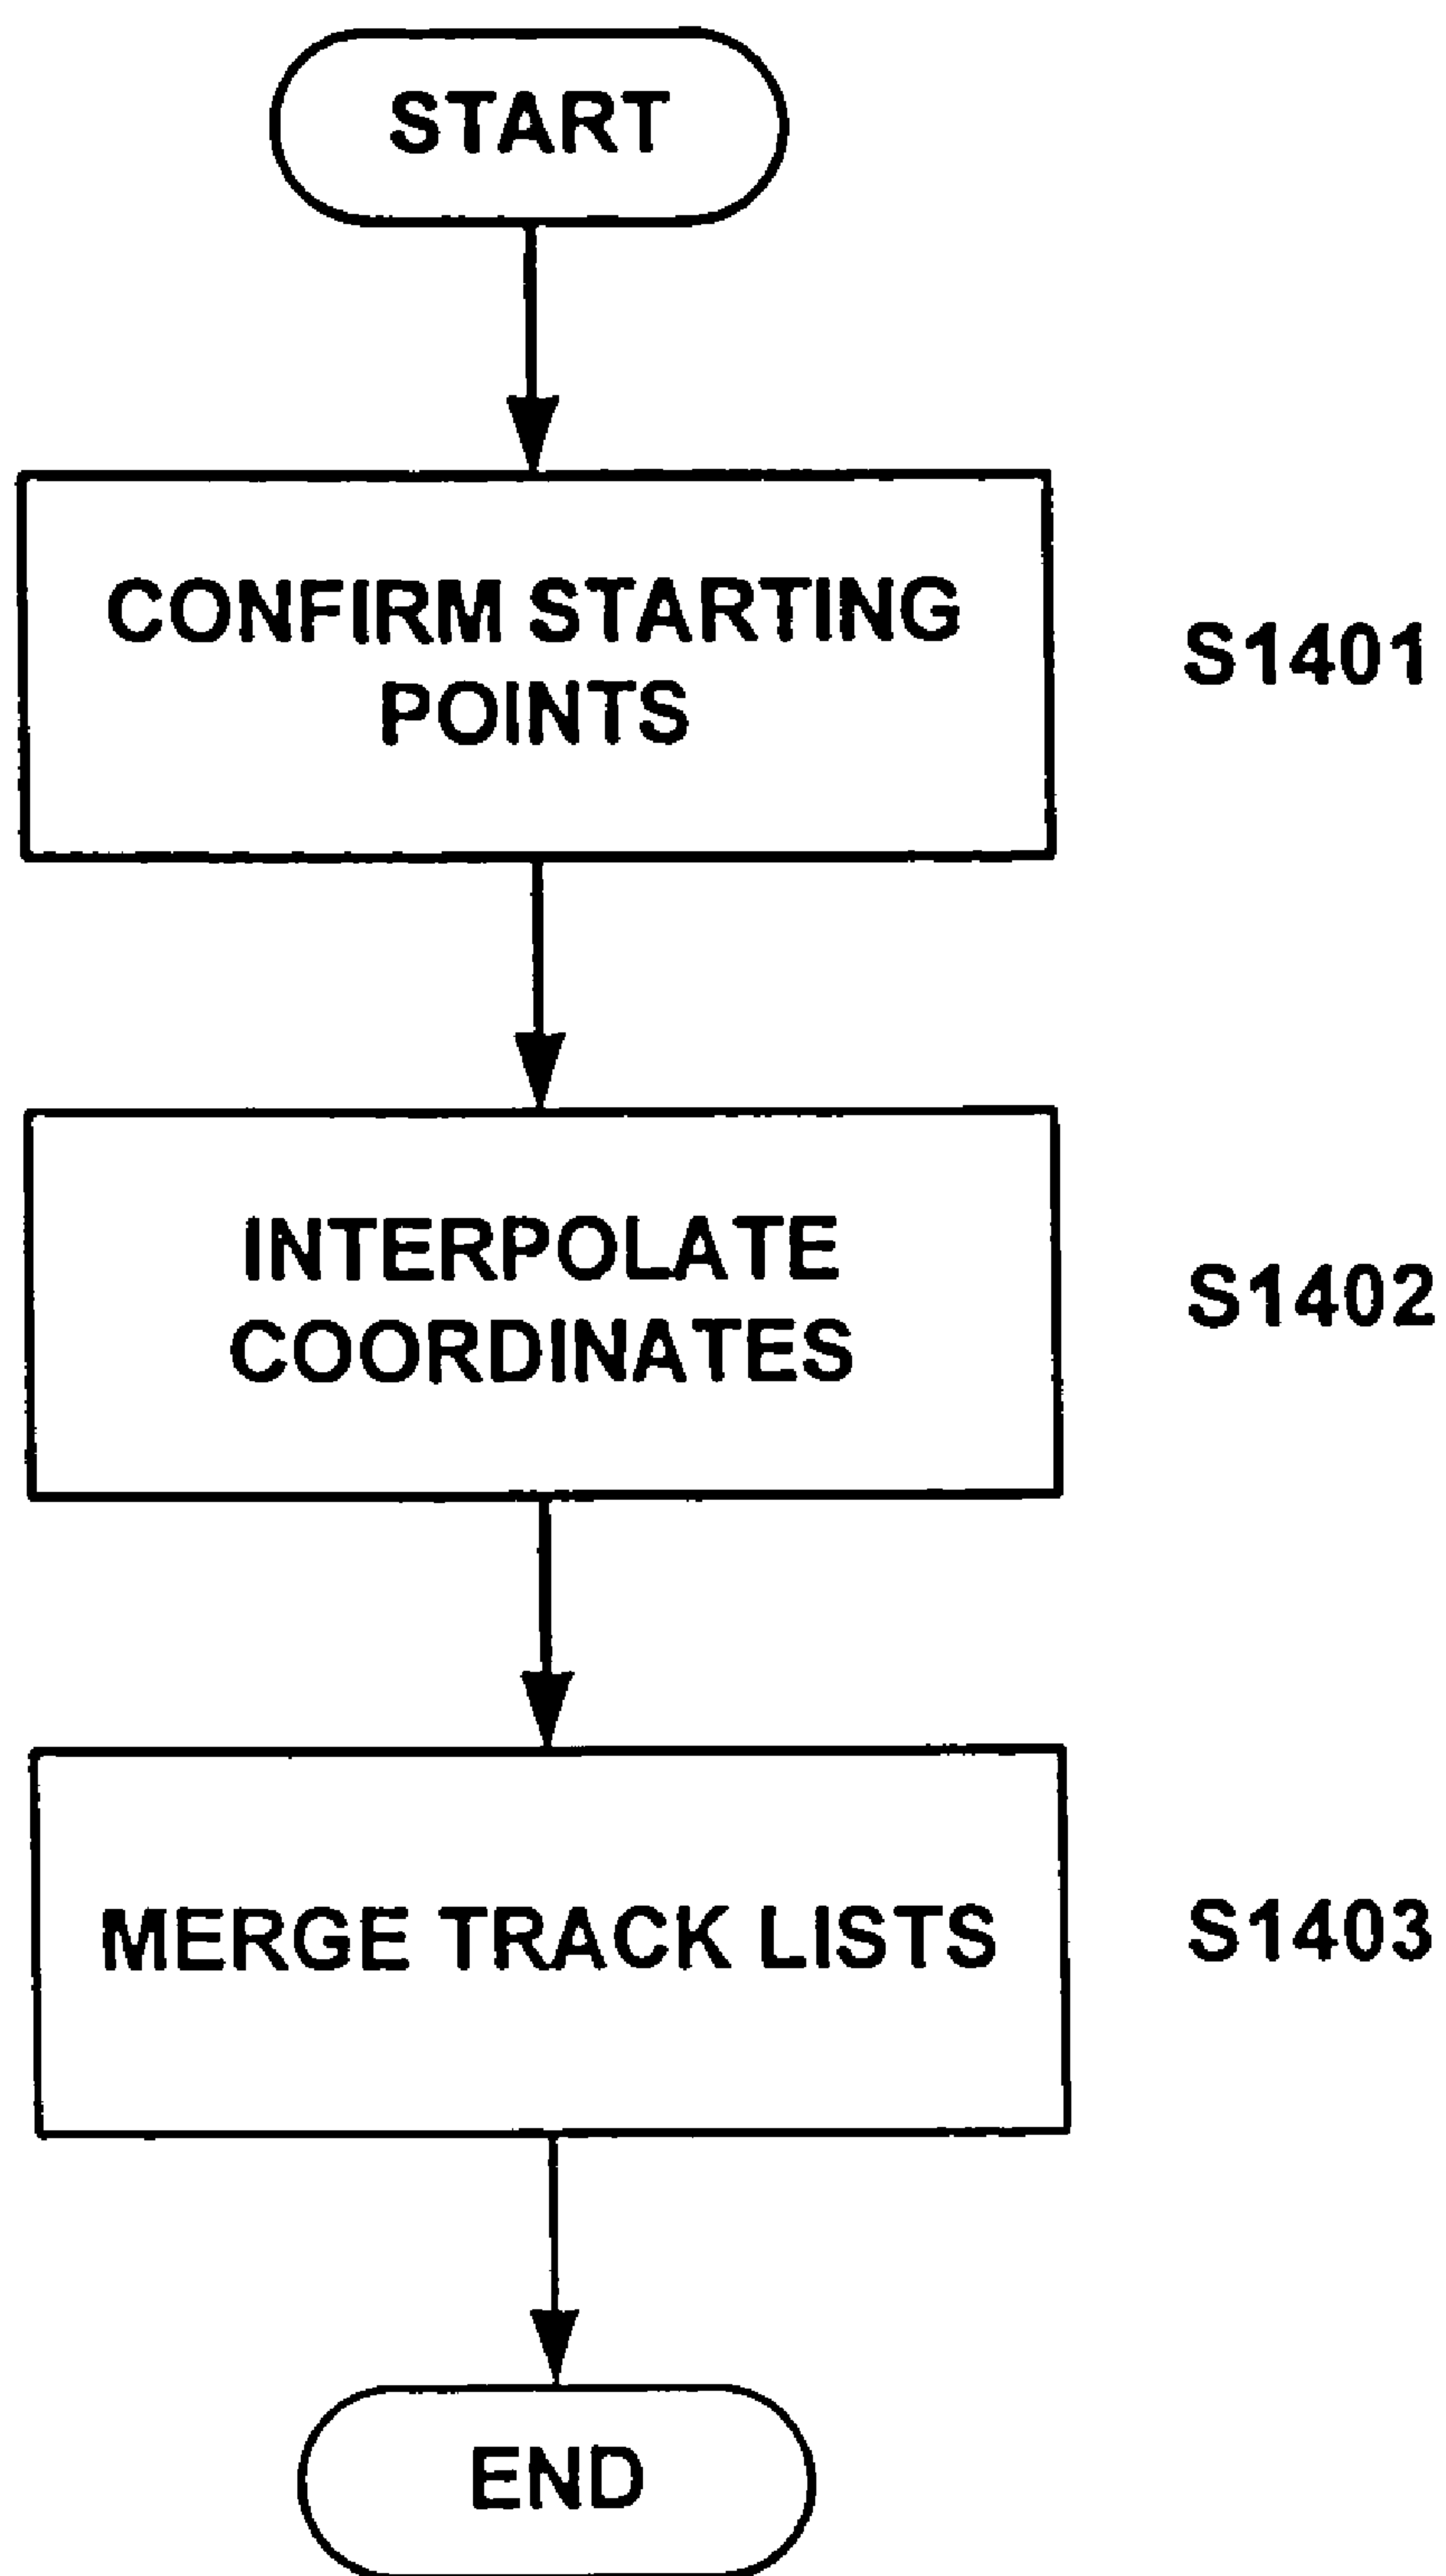 START
CONFIRM STARTING
POINTS
S1401
INTERPOLATE
COORDINATES
S1402
MERGE TRACK LISTS
S1403
END